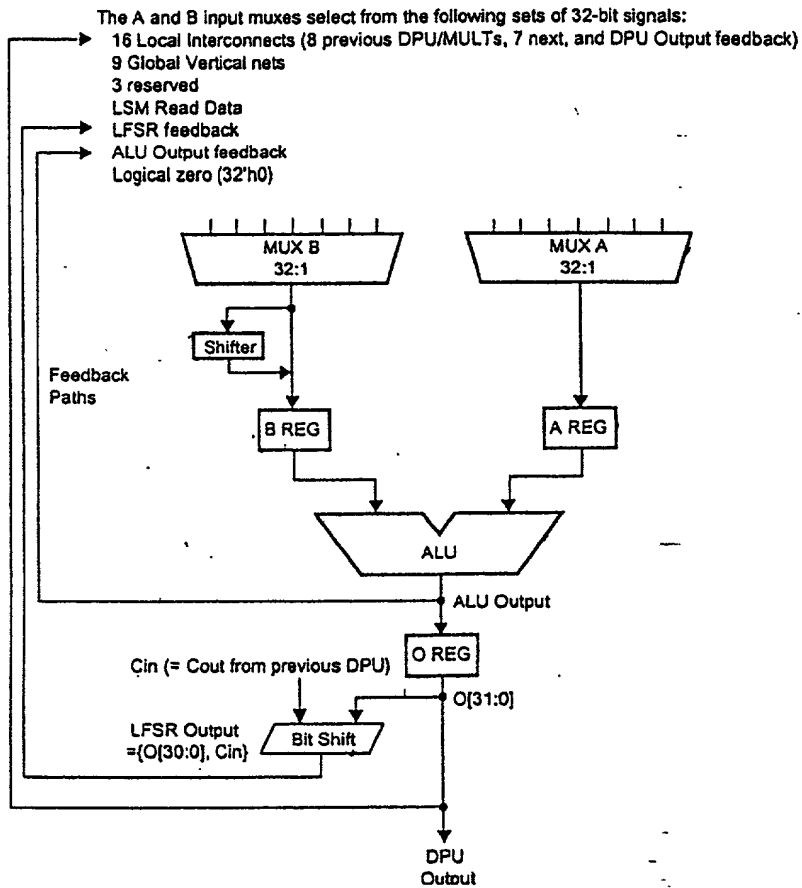 The A and B input muxes select from the following sets of 32-bit signals:
16 Local Interconnects (8 previous DPU/MULTs, 7 next, and DPU Output feedback)
9 Global Vertical nets
3 reserved
LSM Read Data
LFSR feedback
ALU Output feedback
Logical zero (32'h0)
MUX B
32:1
MUX A
32:1
Shifter
Feedback
Paths
B REG
A REG
ALU
ALU Output
O REG
Cin (= Cout from previous DPU)
O[31:0]
LFSR Output
={O[30:0], Cin}
Bit Shift
DPU
Output